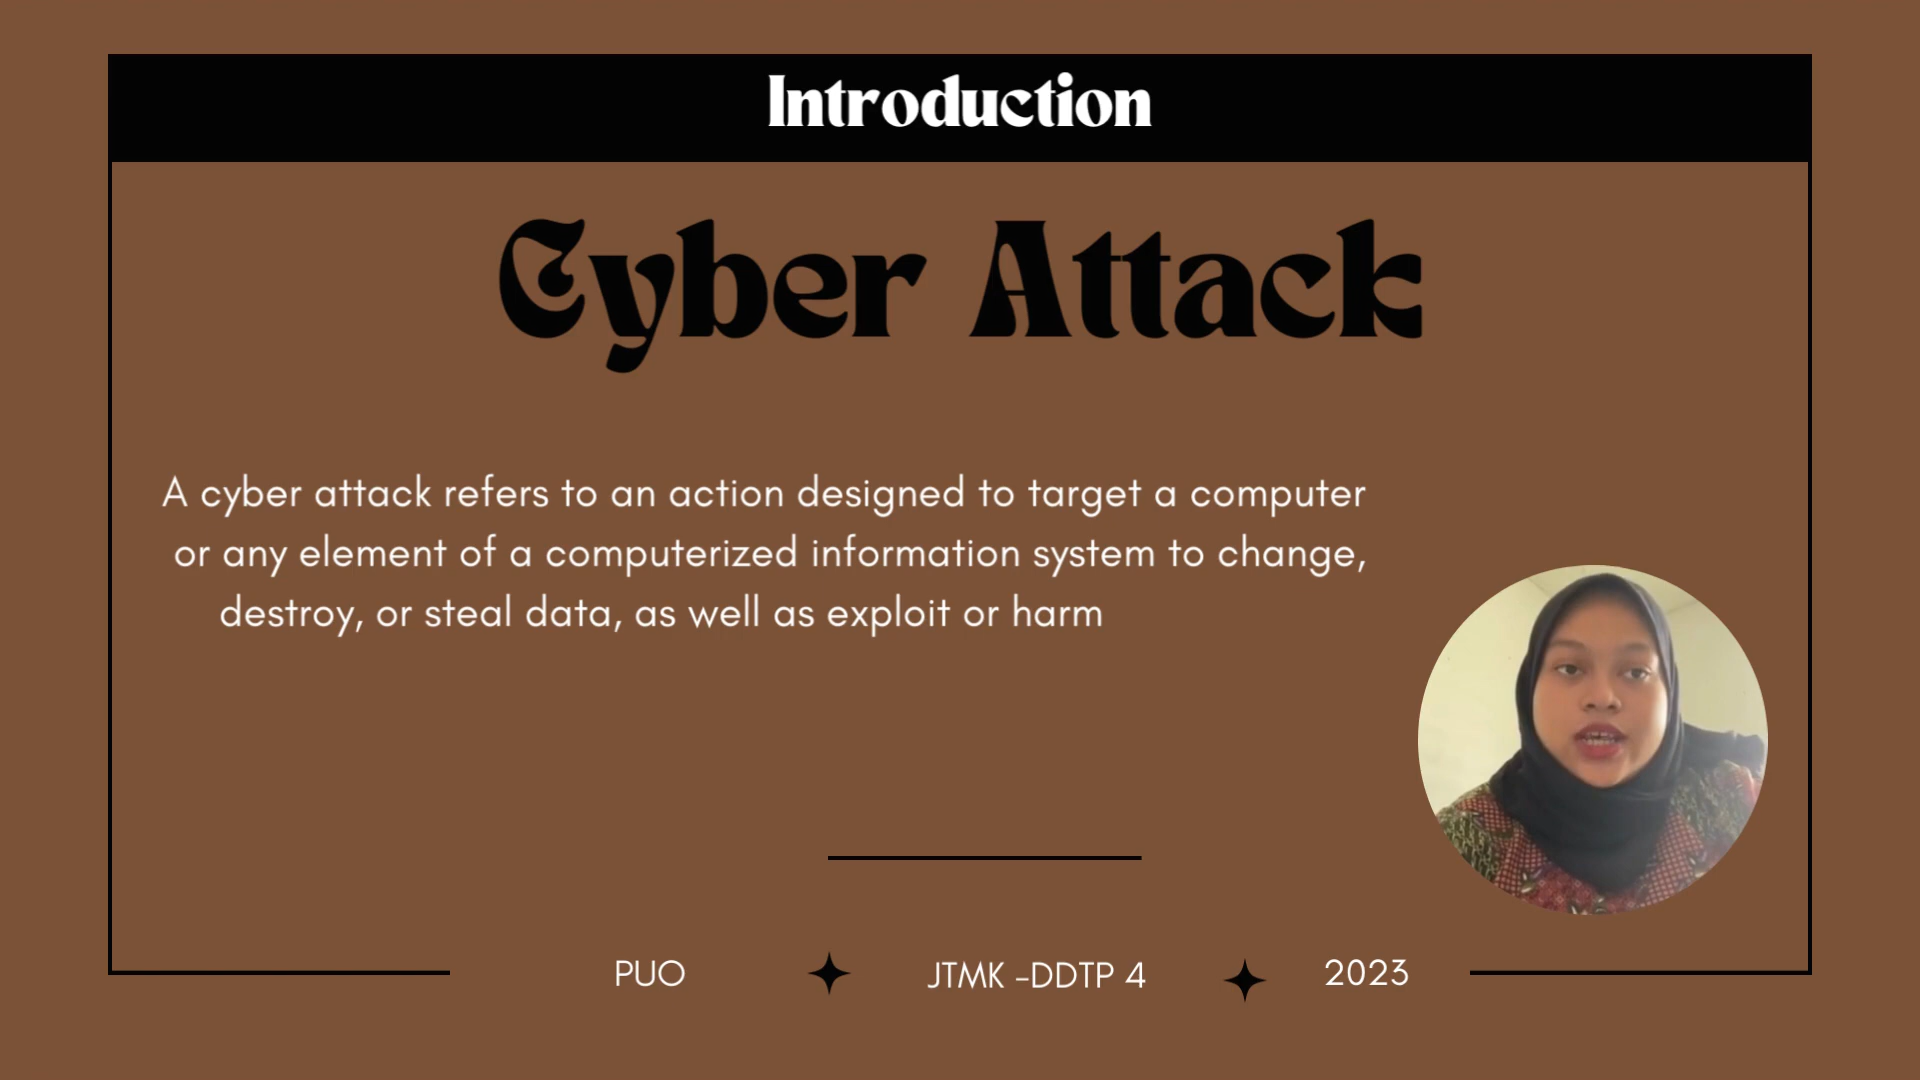 Introduction
Cyber Attack
A cyber attack refers to an action designed to target a computer
or any element of a computerized information system to change,
destroy, or steal data, as well as exploit or harm
PUO
JTMK -DDTP 4
2023